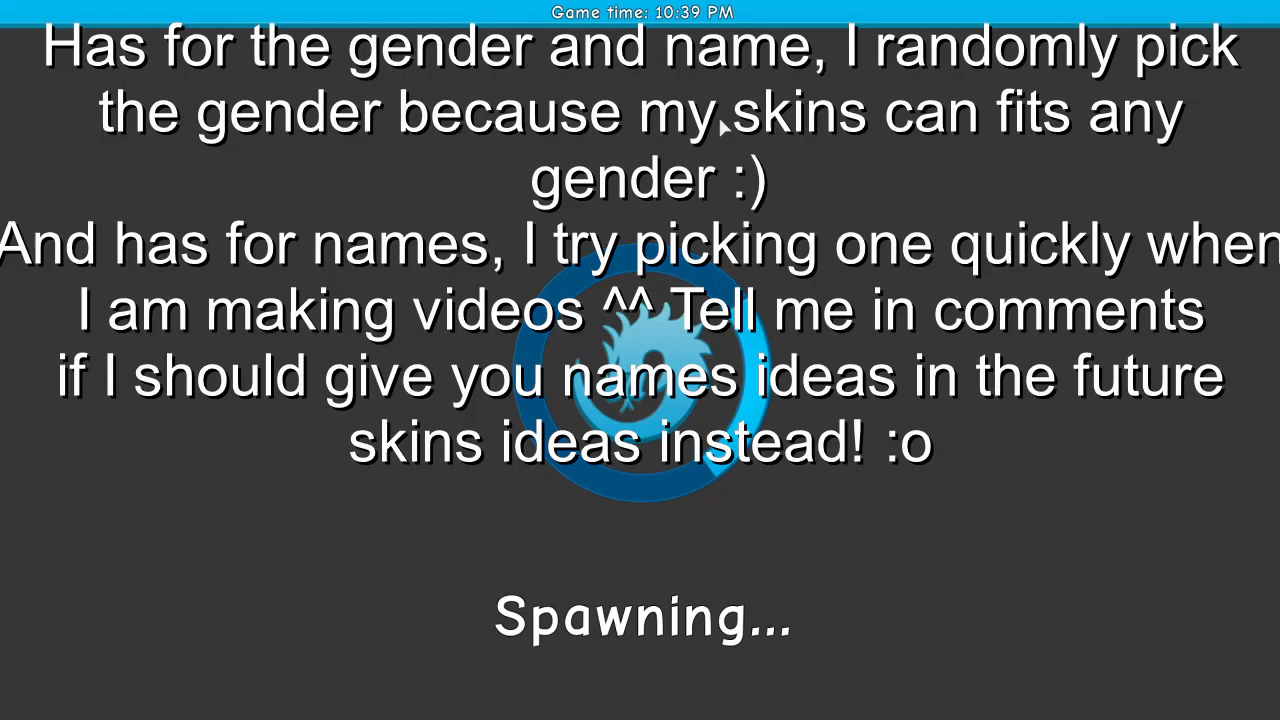 Game time: 10:39 PM
Has for the gender and name, I randomly pick
the gender because my skins can fits any
gender :)
And has for names, I try picking one quickly when
I am making videos ^^ Tell me in comments
if I should give you names ideas in the future
skins ideas instead! :o
Spawning...